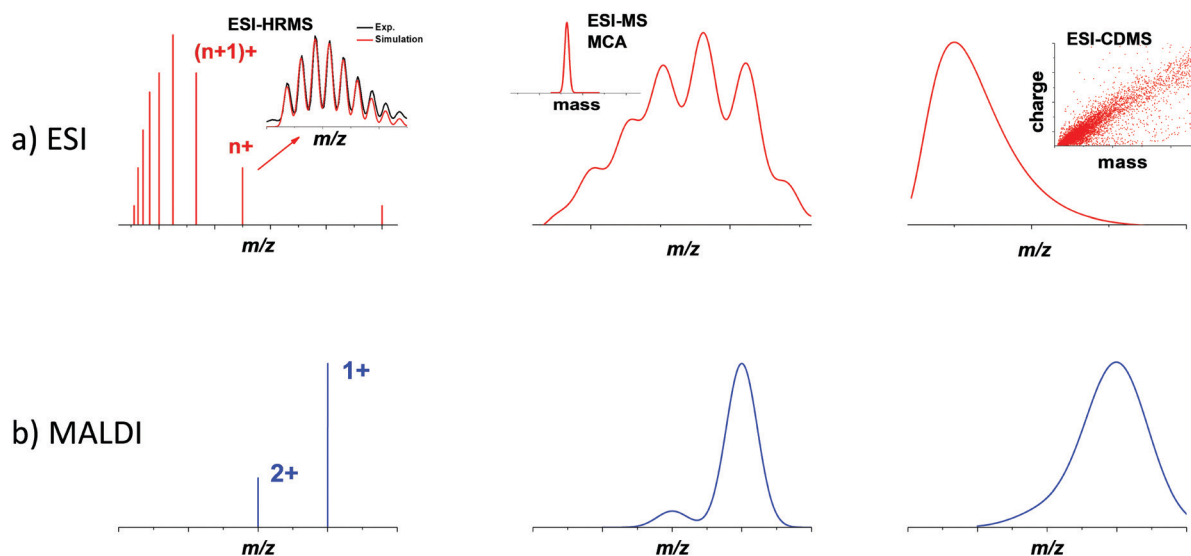 ESI-HRMS
Exp.
Simulation
(n+1)+
n+
m/z
m/z
ESI-MS
MCA
mass
m/z
ESI-CDMS
charge
mass
m/z
a) ESI
b) MALDI
1+
2+
m/z
m/z
m/z